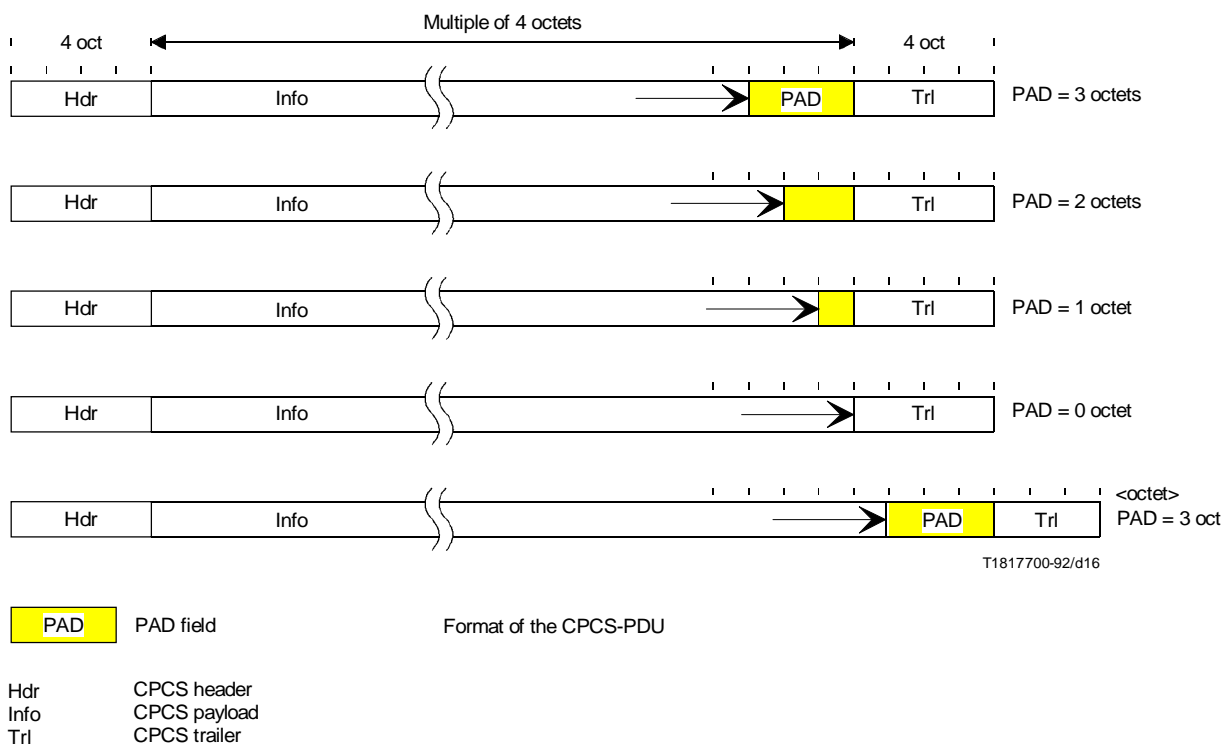 Multiple of 4 octets
4 oct 4 oct
Hdr Info PAD Trl PAD = 3 octets
Hdr Info Trl PAD = 2 octets
Hdr Info Trl PAD = 1 octet
Hdr Info Trl PAD = 0 octet
<octet>
Hdr Info PAD Trl PAD = 3 oct
T1817700-92/d16
PAD PAD field Format of the CPCS-PDU
Hdr CPCS header
Info CPCS payload
Trl CPCS trailer